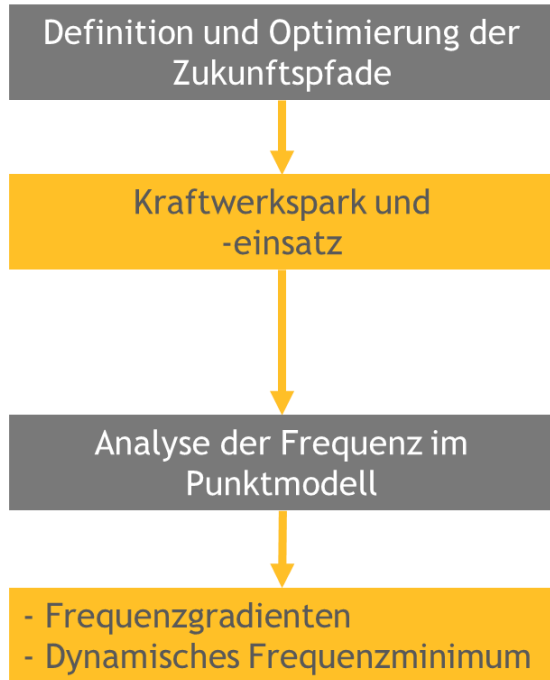 Definition und Optimierung der
Zukunftspfade
Kraftwerkspark und
-einsatz
Analyse der Frequenz im
Punktmodell
- Frequenzgradienten
- Dynamisches Frequenzminimum